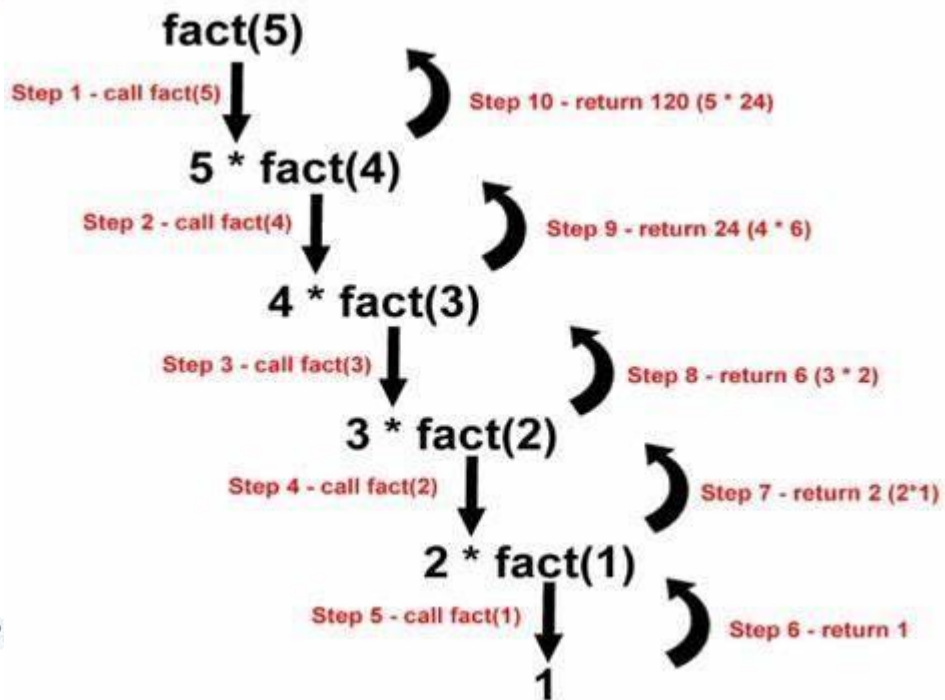 fact(5)
Step 1 - call fact(5)
Step 10 - return 120 (5 * 24)
5 * fact(4)
Step 2 - call fact(4)
Step 9 - return 24 (4 * 6)
4 * fact(3)
Step 3 - call fact(3)
Step 8 - return 6 (3 * 2)
3 * fact(2)
Step 4 - call fact(2)
Step 7 - return 2 (2*1)
2 * fact(1)
Step 5 - call fact(1)
Step 6 - return 1
1